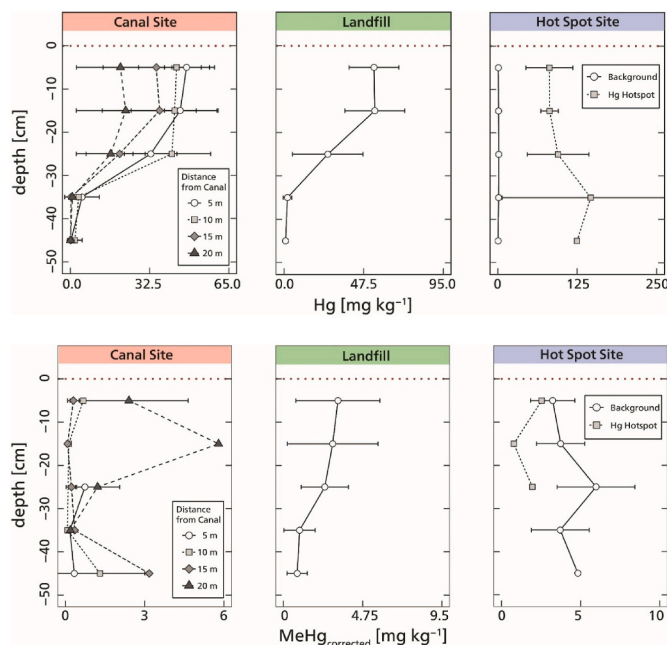 Canal Site
Landfill
Hot Spot Site
depth [cm]
0
−10
−20
−30
−40
−50
Distance
from Canal
5 m
10 m
15 m
20 m
0.0
32.5
65.0
0.0
47.5
95.0
Background
Hg Hotspot
0
125
250
Hg [mg kg⁻¹]
Canal Site
Landfill
Hot Spot Site
depth [cm]
0
−10
−20
−30
−40
−50
Distance
from Canal
5 m
10 m
15 m
20 m
0
3
6
0
4.75
9.5
Background
Hg Hotspot
0
5
10
MeHgcorrected [mg kg⁻¹]